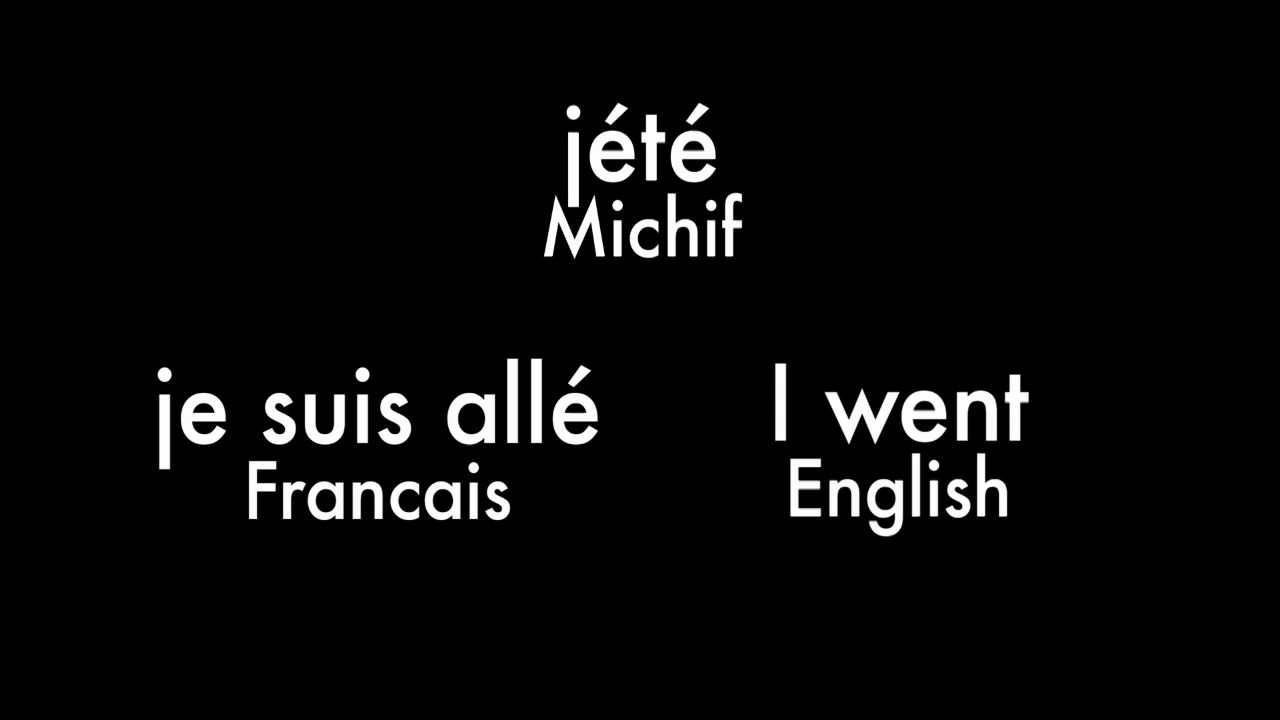 jété
Michif
je suis allé
Francais
I went
English